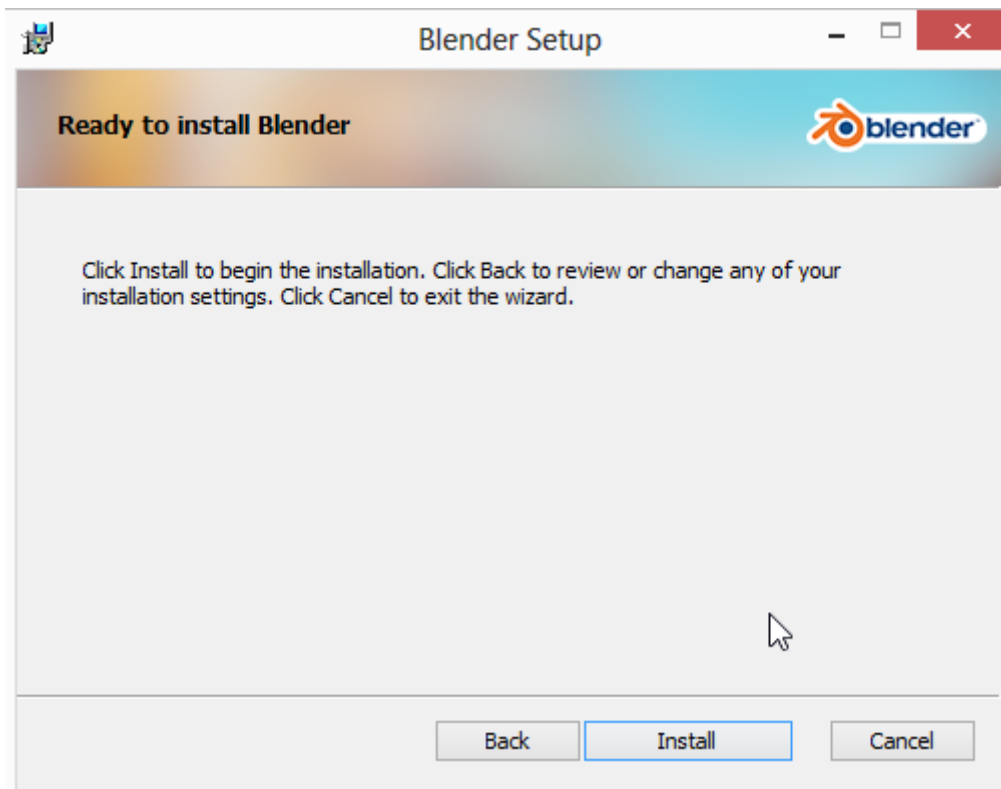 Blender Setup
Ready to install Blender
blender
Click Install to begin the installation. Click Back to review or change any of your
installation settings. Click Cancel to exit the wizard.
Back
Install
Cancel